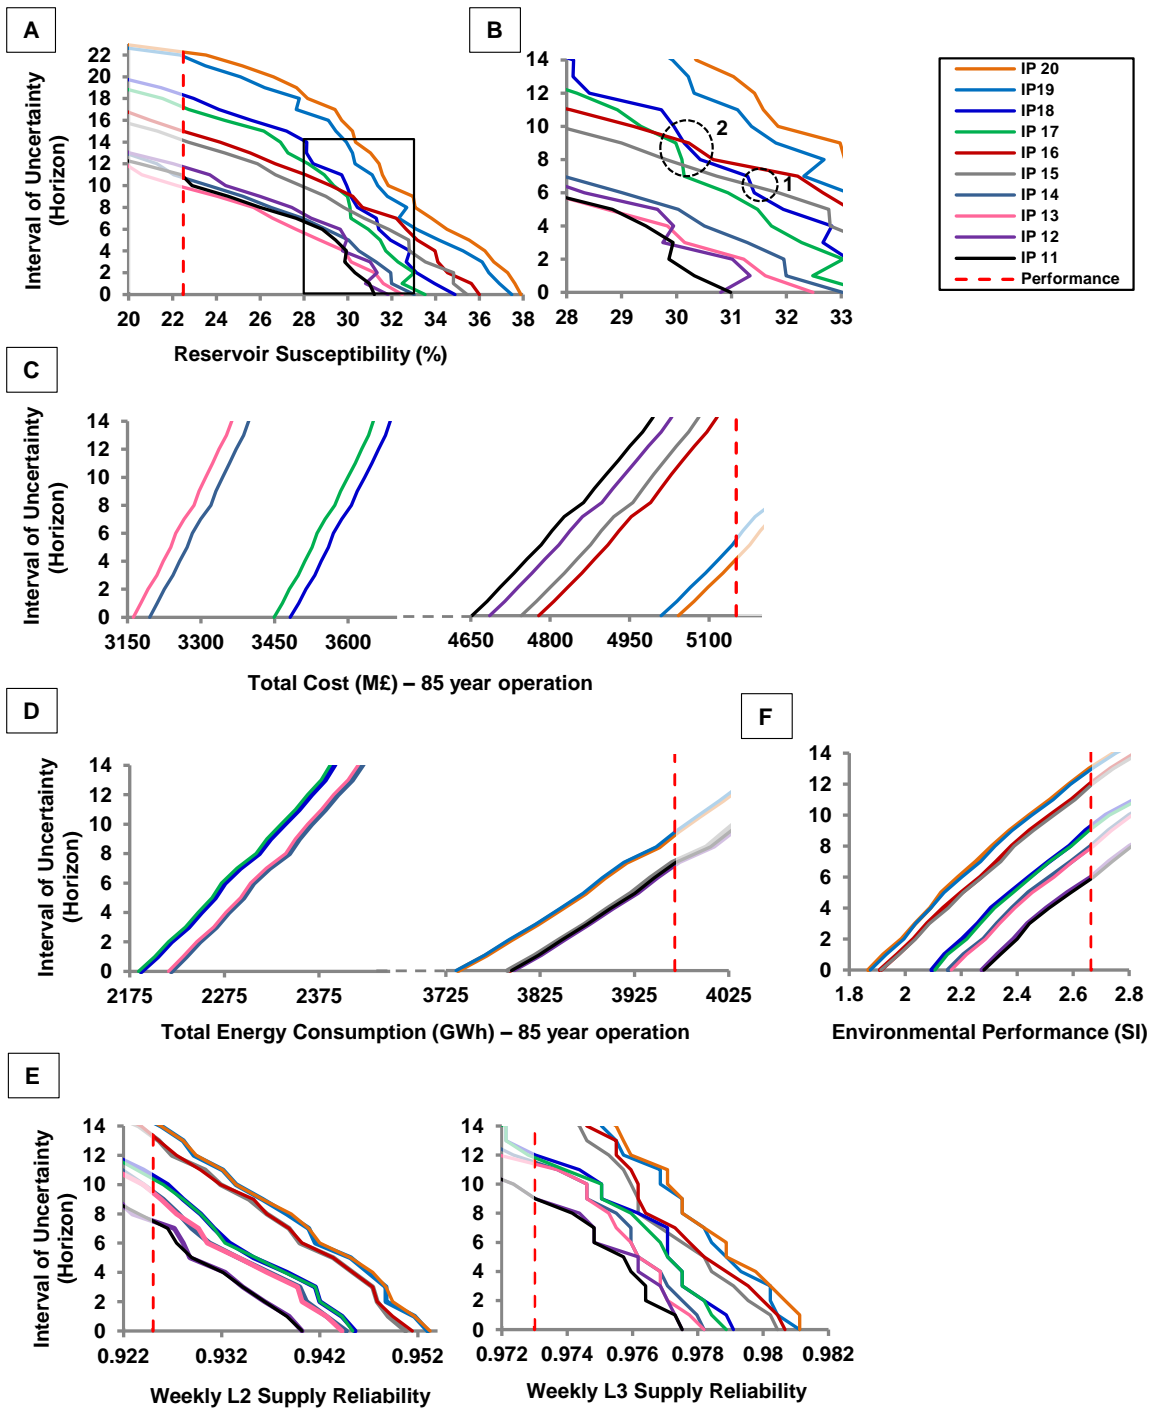 A
B
Interval of Uncertainty
(Horizon)
22
20
18
16
14
12
10
8
6
4
2
0
20 22 24 26 28 30 32 34 36 38
Reservoir Susceptibility (%)
14
12
10
8
6
4
2
0
2
1
28 29 30 31 32 33
IP 20
IP19
IP18
IP 17
IP 16
IP 15
IP 14
IP 13
IP 12
IP 11
Performance
C
Interval of Uncertainty
(Horizon)
14
12
10
8
6
4
2
0
3150 3300 3450 3600 4650 4800 4950 5100
Total Cost (M£) – 85 year operation
D
Interval of Uncertainty
(Horizon)
14
12
10
8
6
4
2
0
2175 2275 2375 3725 3825 3925 4025
Total Energy Consumption (GWh) – 85 year operation
F
14
12
10
8
6
4
2
0
1.8 2 2.2 2.4 2.6 2.8
Environmental Performance (SI)
E
Interval of Uncertainty
(Horizon)
14
12
10
8
6
4
2
0
0.922 0.932 0.942 0.952
Weekly L2 Supply Reliability
14
12
10
8
6
4
2
0
0.972 0.974 0.976 0.978 0.98 0.982
Weekly L3 Supply Reliability